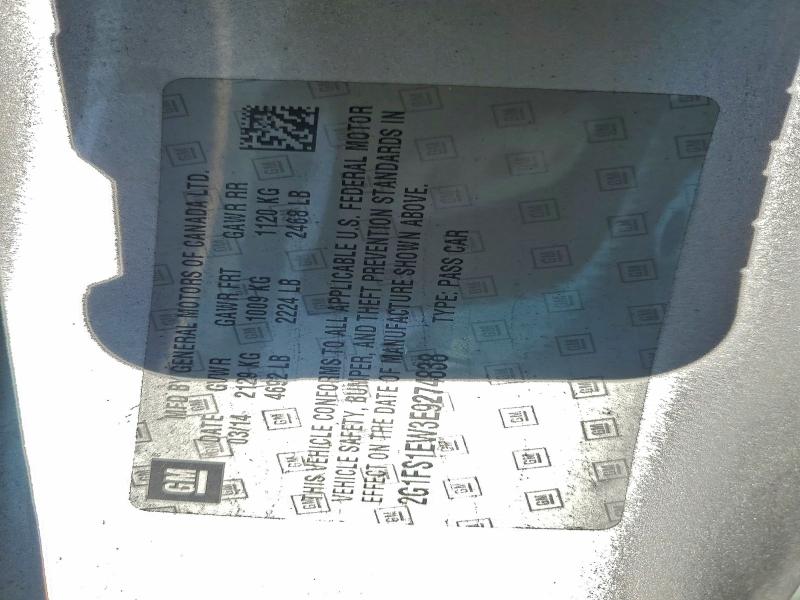 GM
MFD BY GENERAL MOTORS OF CANADA LTD.
DATE GVWR GAWR FRT GAWR RR
03/14 2129 KG 1009 KG 1120 KG
4692 LB 2224 LB 2468 LB
THIS VEHICLE CONFORMS TO ALL APPLICABLE U.S. FEDERAL MOTOR
VEHICLE SAFETY, BUMPER, AND THEFT PREVENTION STANDARDS IN
EFFECT ON THE DATE OF MANUFACTURE SHOWN ABOVE.
2G1FS1EW3E9274838 TYPE: PASS CAR